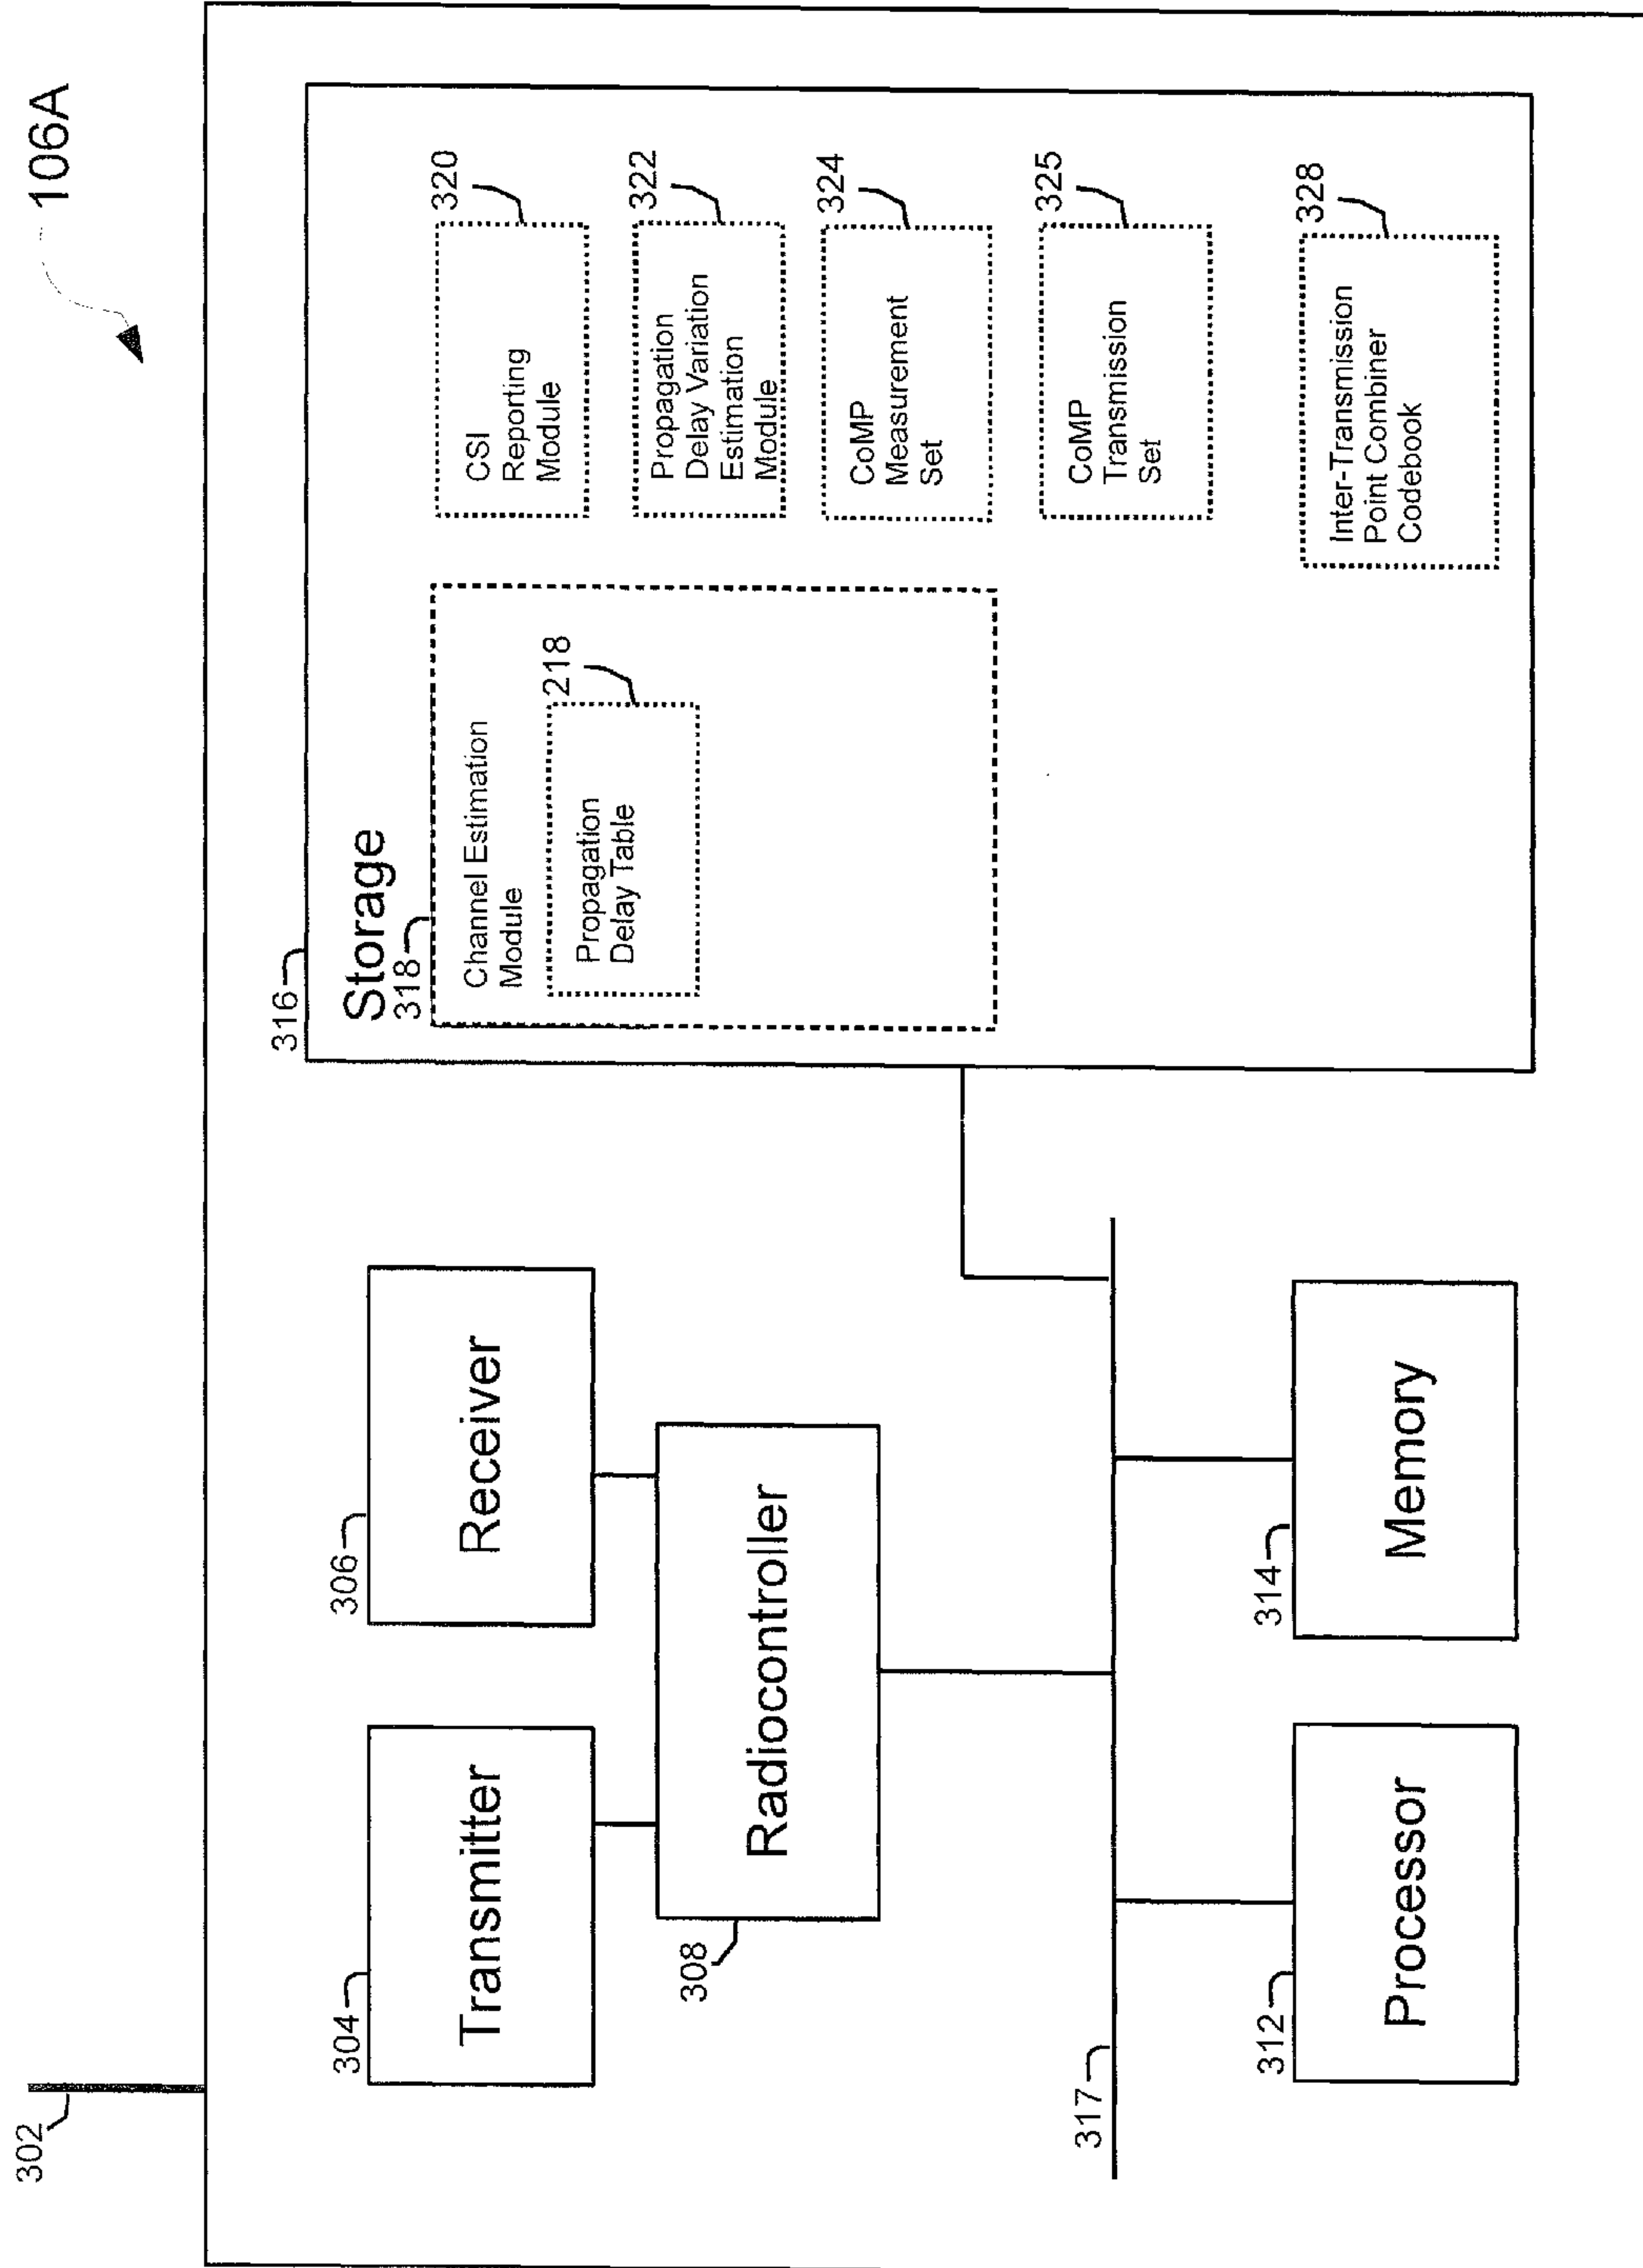 106A
302
304
Transmitter
306
Receiver
308
Radiocontroller
317
312
Processor
314
Memory
316
Storage
318
Channel Estimation
Module
218
Propagation
Delay Table
320
CSI
Reporting
Module
322
Propagation
Delay Variation
Estimation
Module
324
CoMP
Measurement
Set
325
CoMP
Transmission
Set
328
Inter-Transmission
Point Combiner
Codebook